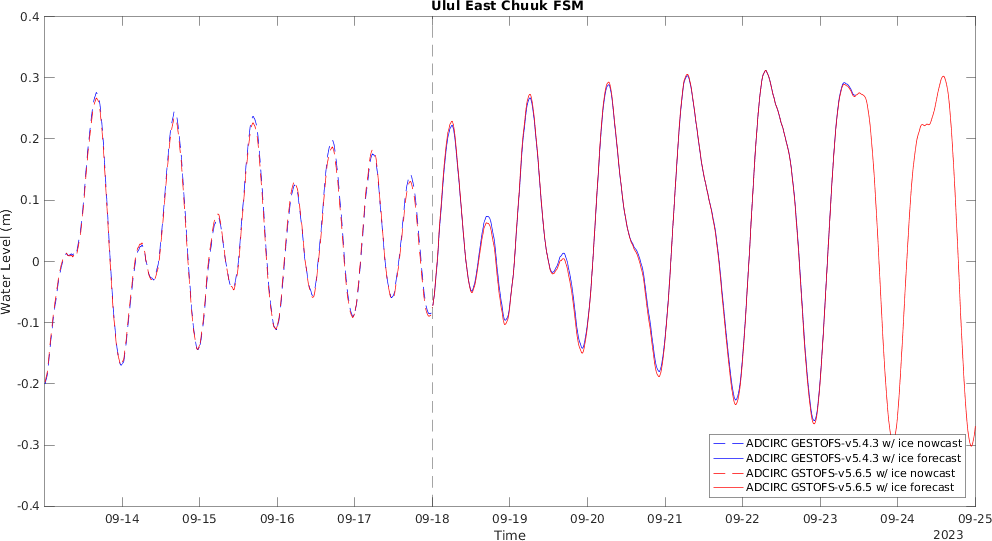 Ulul East Chuuk FSM
0.4
0.3
0.2
0.1
0
-0.1
-0.2
-0.3
-0.4
Water Level (m)
ADCIRC GESTOFS-v5.4.3 w/ ice nowcast
ADCIRC GESTOFS-v5.4.3 w/ ice forecast
ADCIRC GSTOFS-v5.6.5 w/ ice nowcast
ADCIRC GSTOFS-v5.6.5 w/ ice forecast
09-14 09-15 09-16 09-17 09-18 09-19 09-20 09-21 09-22 09-23 09-24 09-25
Time
2023